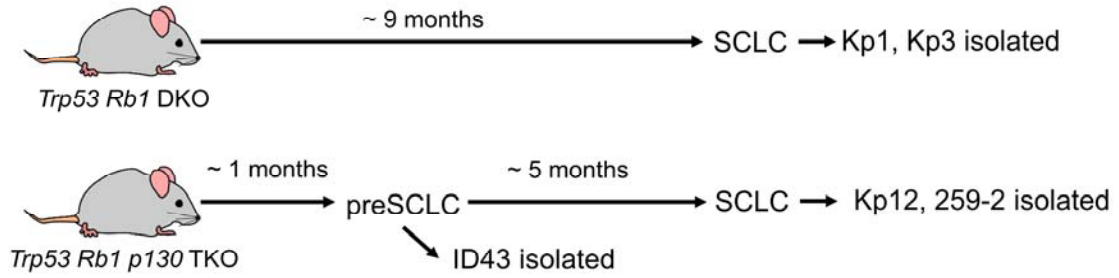 ~ 9 months
SCLC
Kp1, Kp3 isolated
Trp53 Rb1 DKO
~ 1 months
~ 5 months
preSCLC
SCLC
Kp12, 259-2 isolated
Trp53 Rb1 p130 TKO
ID43 isolated